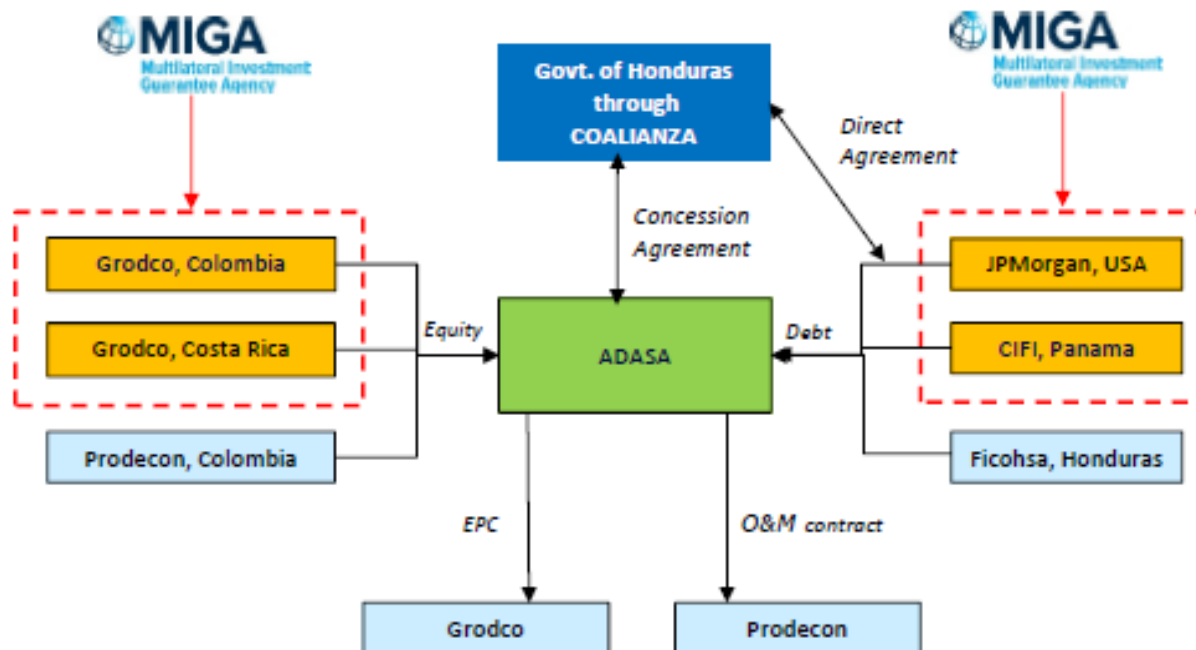 MIGA
Multilateral Investment
Guarantee Agency
MIGA
Multilateral Investment
Guarantee Agency
Govt. of Honduras
through
COALIANZA
Direct
Agreement
Concession
Agreement
Grodco, Colombia
JPMorgan, USA
Grodco, Costa Rica
Equity
ADASA
Debt
CIFI, Panama
Prodecon, Colombia
Ficohsa, Honduras
EPC
O&M contract
Grodco
Prodecon